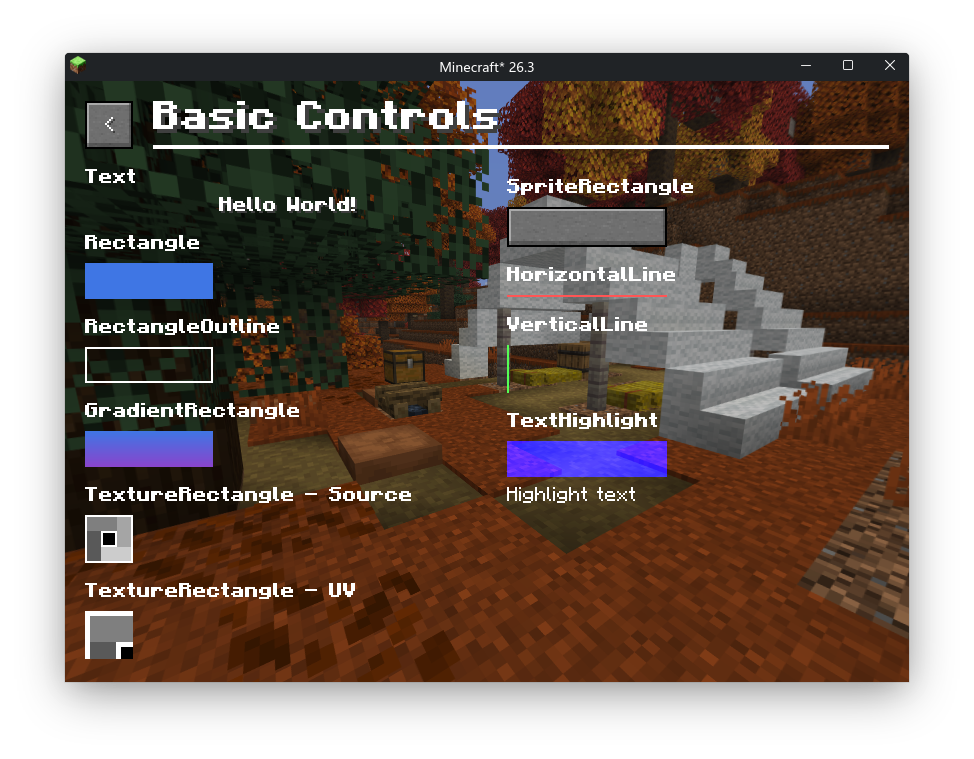 Minecraft* 26.3
Basic Controls
Text
Hello World!
Rectangle
RectangleOutline
GradientRectangle
TextureRectangle - Source
TextureRectangle - UV
SpriteRectangle
HorizontalLine
VerticalLine
TextHighlight
Highlight text